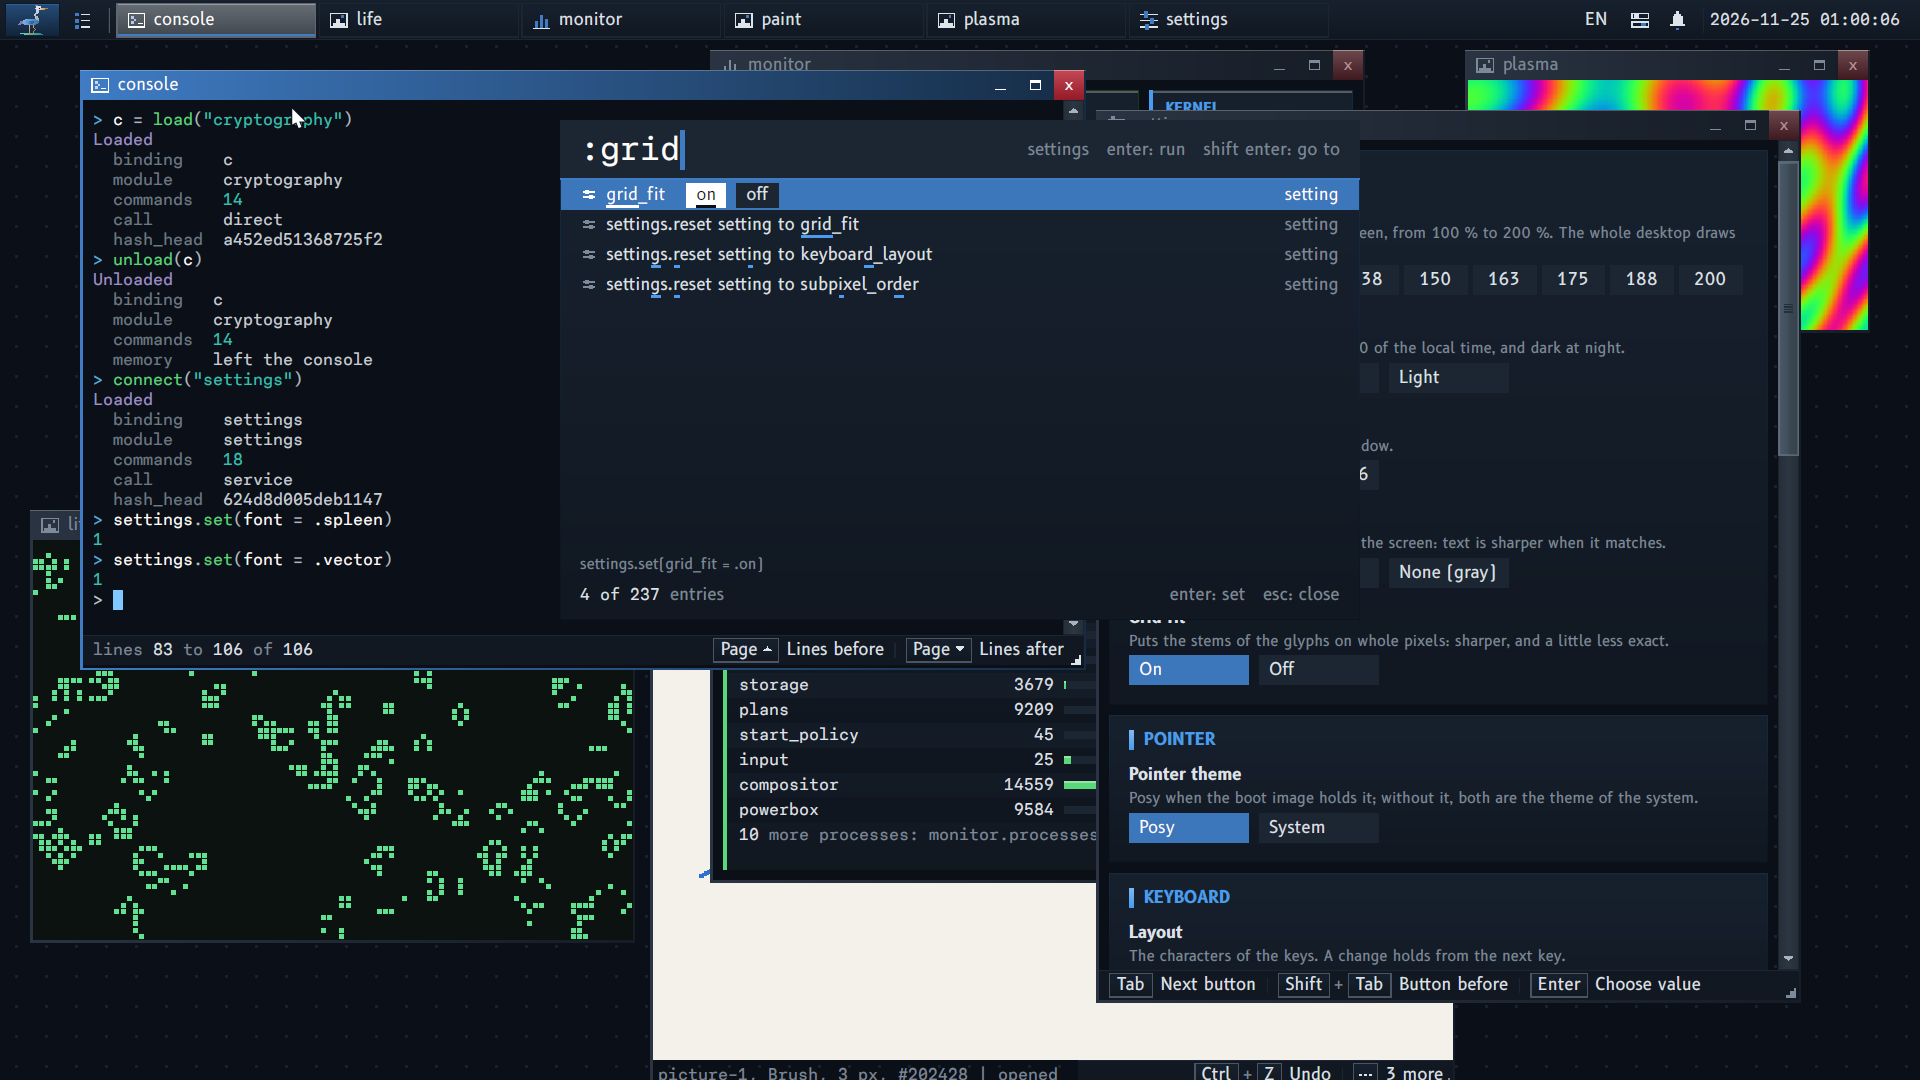 console
life
monitor
paint
plasma
settings
EN
2026-11-25 01:00:06
monitor
plasma
console
KERNEL
> c = load("cryptography")
Loaded
binding c
module cryptography
commands 14
call direct
hash_head a452ed51368725f2
> unload(c)
Unloaded
binding c
module cryptography
commands 14
memory left the console
> connect("settings")
Loaded
binding settings
module settings
commands 18
call service
hash_head 624d8d005deb1147
> settings.set(font = .spleen)
1
> settings.set(font = .vector)
1
>
lines 83 to 106 of 106
Page Lines before
Page Lines after
:grid
settings enter: run shift enter: go to
grid_fit on off setting
settings.reset setting to grid_fit setting
settings.reset setting to keyboard_layout setting
settings.reset setting to subpixel_order setting
settings.set(grid_fit = .on)
4 of 237 entries
enter: set esc: close
een, from 100 % to 200 %. The whole desktop draws
38 150 163 175 188 200
0 of the local time, and dark at night.
Light
dow.
6
the screen: text is sharper when it matches.
None (gray)
Puts the stems of the glyphs on whole pixels: sharper, and a little less exact.
On Off
POINTER
Pointer theme
Posy when the boot image holds it; without it, both are the theme of the system.
Posy System
KEYBOARD
Layout
The characters of the keys. A change holds from the next key.
Tab Next button Shift + Tab Button before Enter Choose value
li
storage 3679
plans 9209
start_policy 45
input 25
compositor 14559
powerbox 9584
10 more processes: monitor.processes
picture-1, Brush, 3 px, #202428 | opened
Ctrl + Z Undo ... 3 more